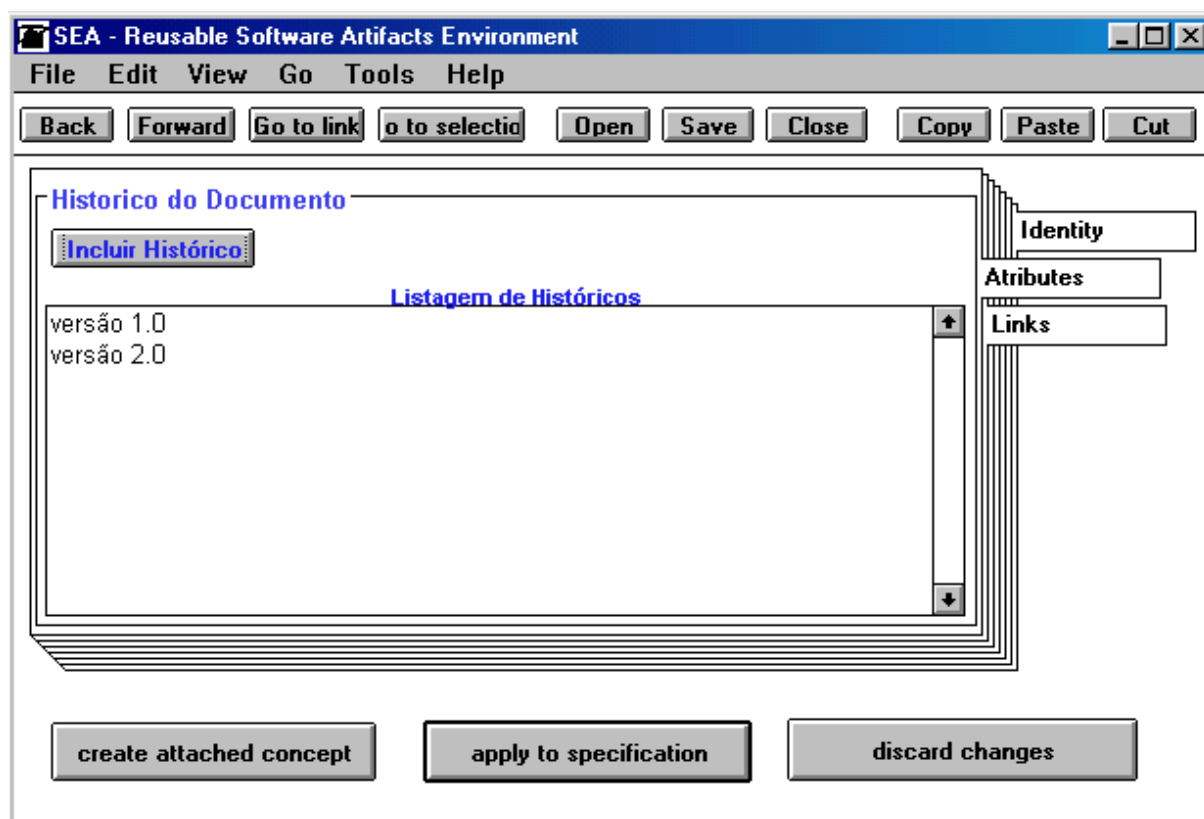 SEA - Reusable Software Artifacts Environment
File Edit View Go Tools Help
Back Forward Go to link o to selectio Open Save Close Copy Paste Cut
Historico do Documento
Identity
Incluir Histórico
Atributes
Listagem de Históricos
versão 1.0
Links
versão 2.0
create attached concept apply to specification discard changes